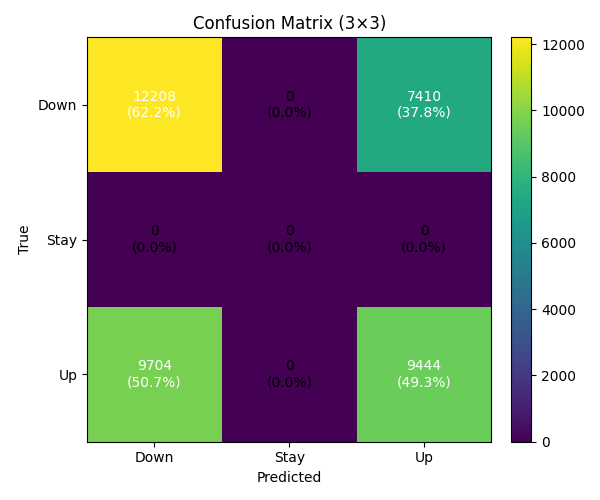 Confusion Matrix (3×3)
True
Down
12208
(62.2%)
0
(0.0%)
7410
(37.8%)
Stay
0
(0.0%)
0
(0.0%)
0
(0.0%)
Up
9704
(50.7%)
0
(0.0%)
9444
(49.3%)
Down
Stay
Up
Predicted
12000
10000
8000
6000
4000
2000
0